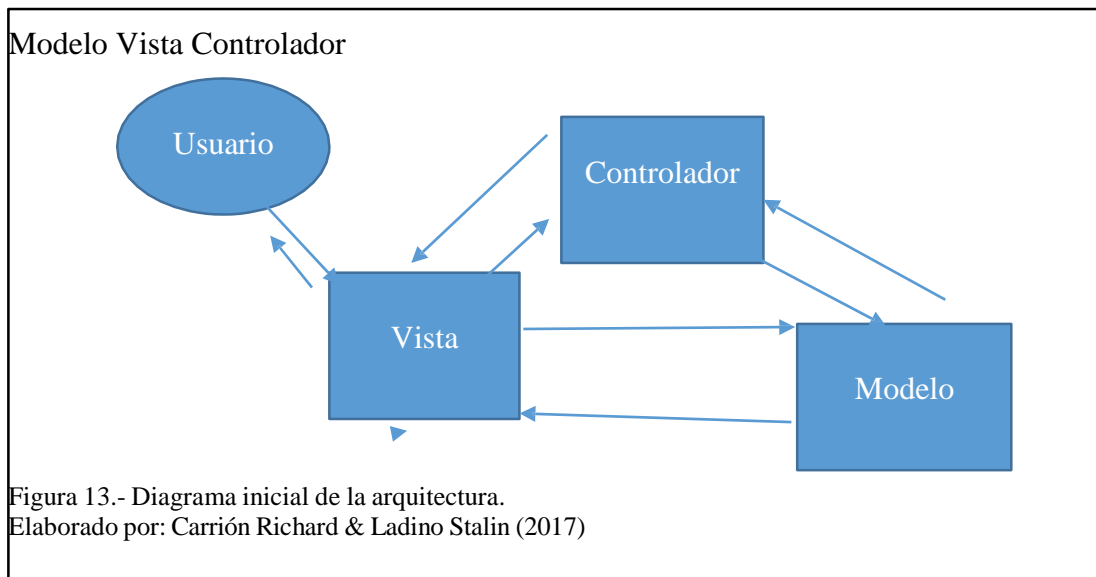 Modelo Vista Controlador
Usuario
Controlador
Vista
Modelo
Figura 13.- Diagrama inicial de la arquitectura.
Elaborado por: Carrión Richard & Ladino Stalin (2017)